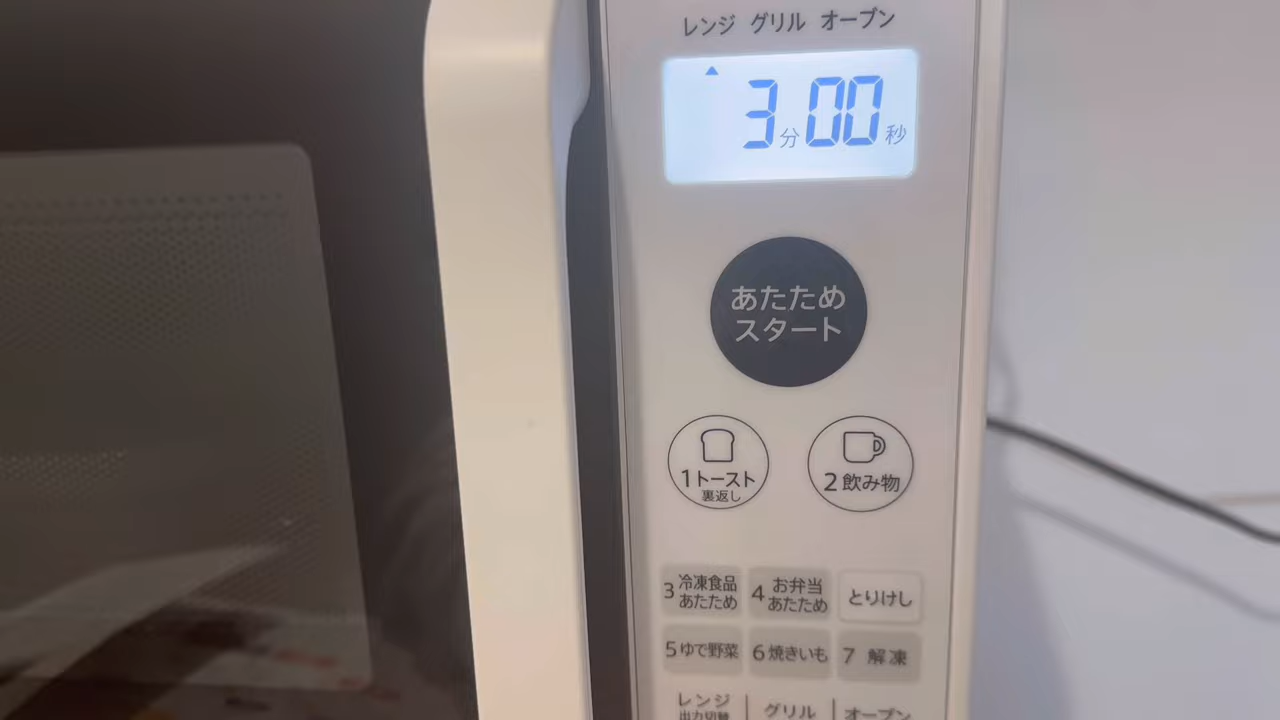 レンジ グリル オーブン
3分00秒
あたため
スタート
1トースト
裏返し
2飲み物
3 冷凍食品
あたため
4 お弁当
あたため
とりけし
5ゆで野菜
6焼きいも
7 解凍
レンジ
出力切替
グリル
オーブン